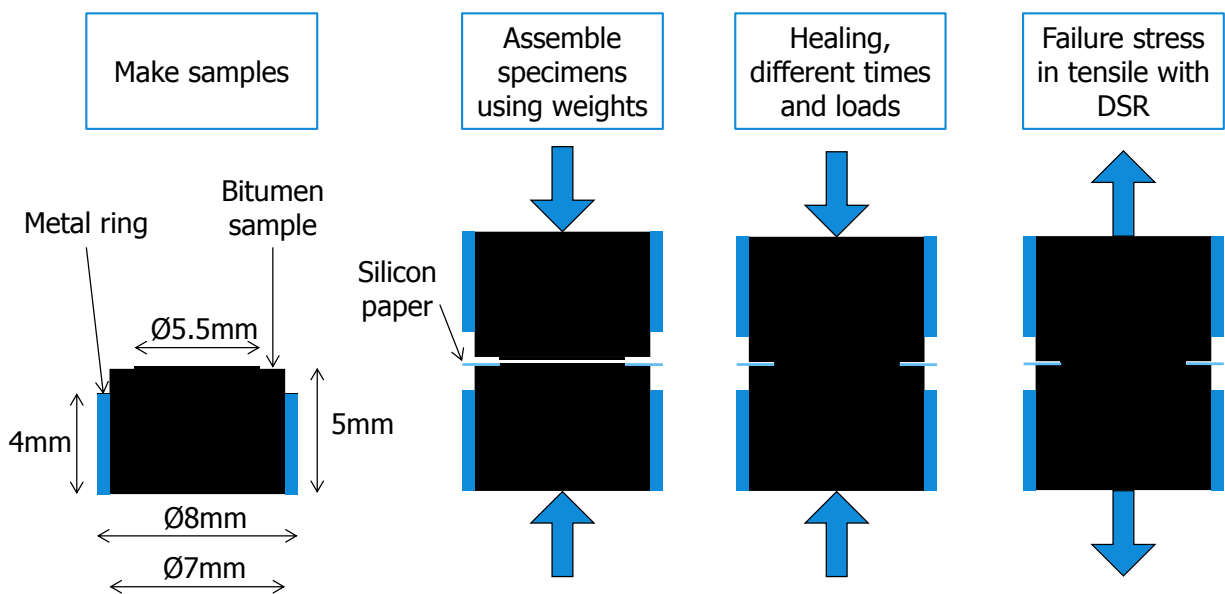 Make samples
Assemble
specimens
using weights
Healing,
different times
and loads
Failure stress
in tensile with
DSR
Metal ring
Bitumen
sample
Silicon
paper
Ø5.5mm
4mm
5mm
Ø8mm
Ø7mm